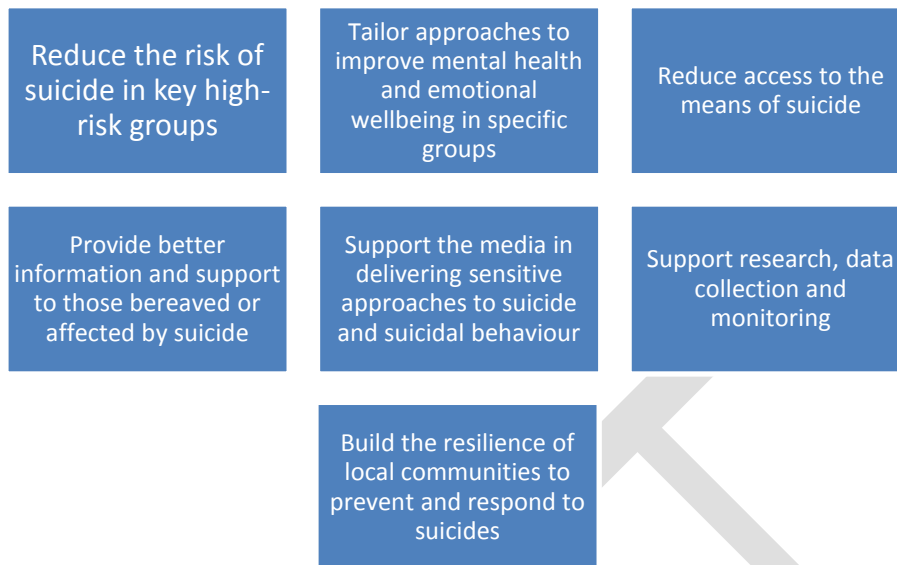 Reduce the risk of
suicide in key high-
risk groups
Tailor approaches to
improve mental health
and emotional
wellbeing in specific
groups
Reduce access to the
means of suicide
Provide better
information and support
to those bereaved or
affected by suicide
Support the media in
delivering sensitive
approaches to suicide
and suicidal behaviour
Support research, data
collection and
monitoring
Build the resilience of
local communities to
prevent and respond to
suicides